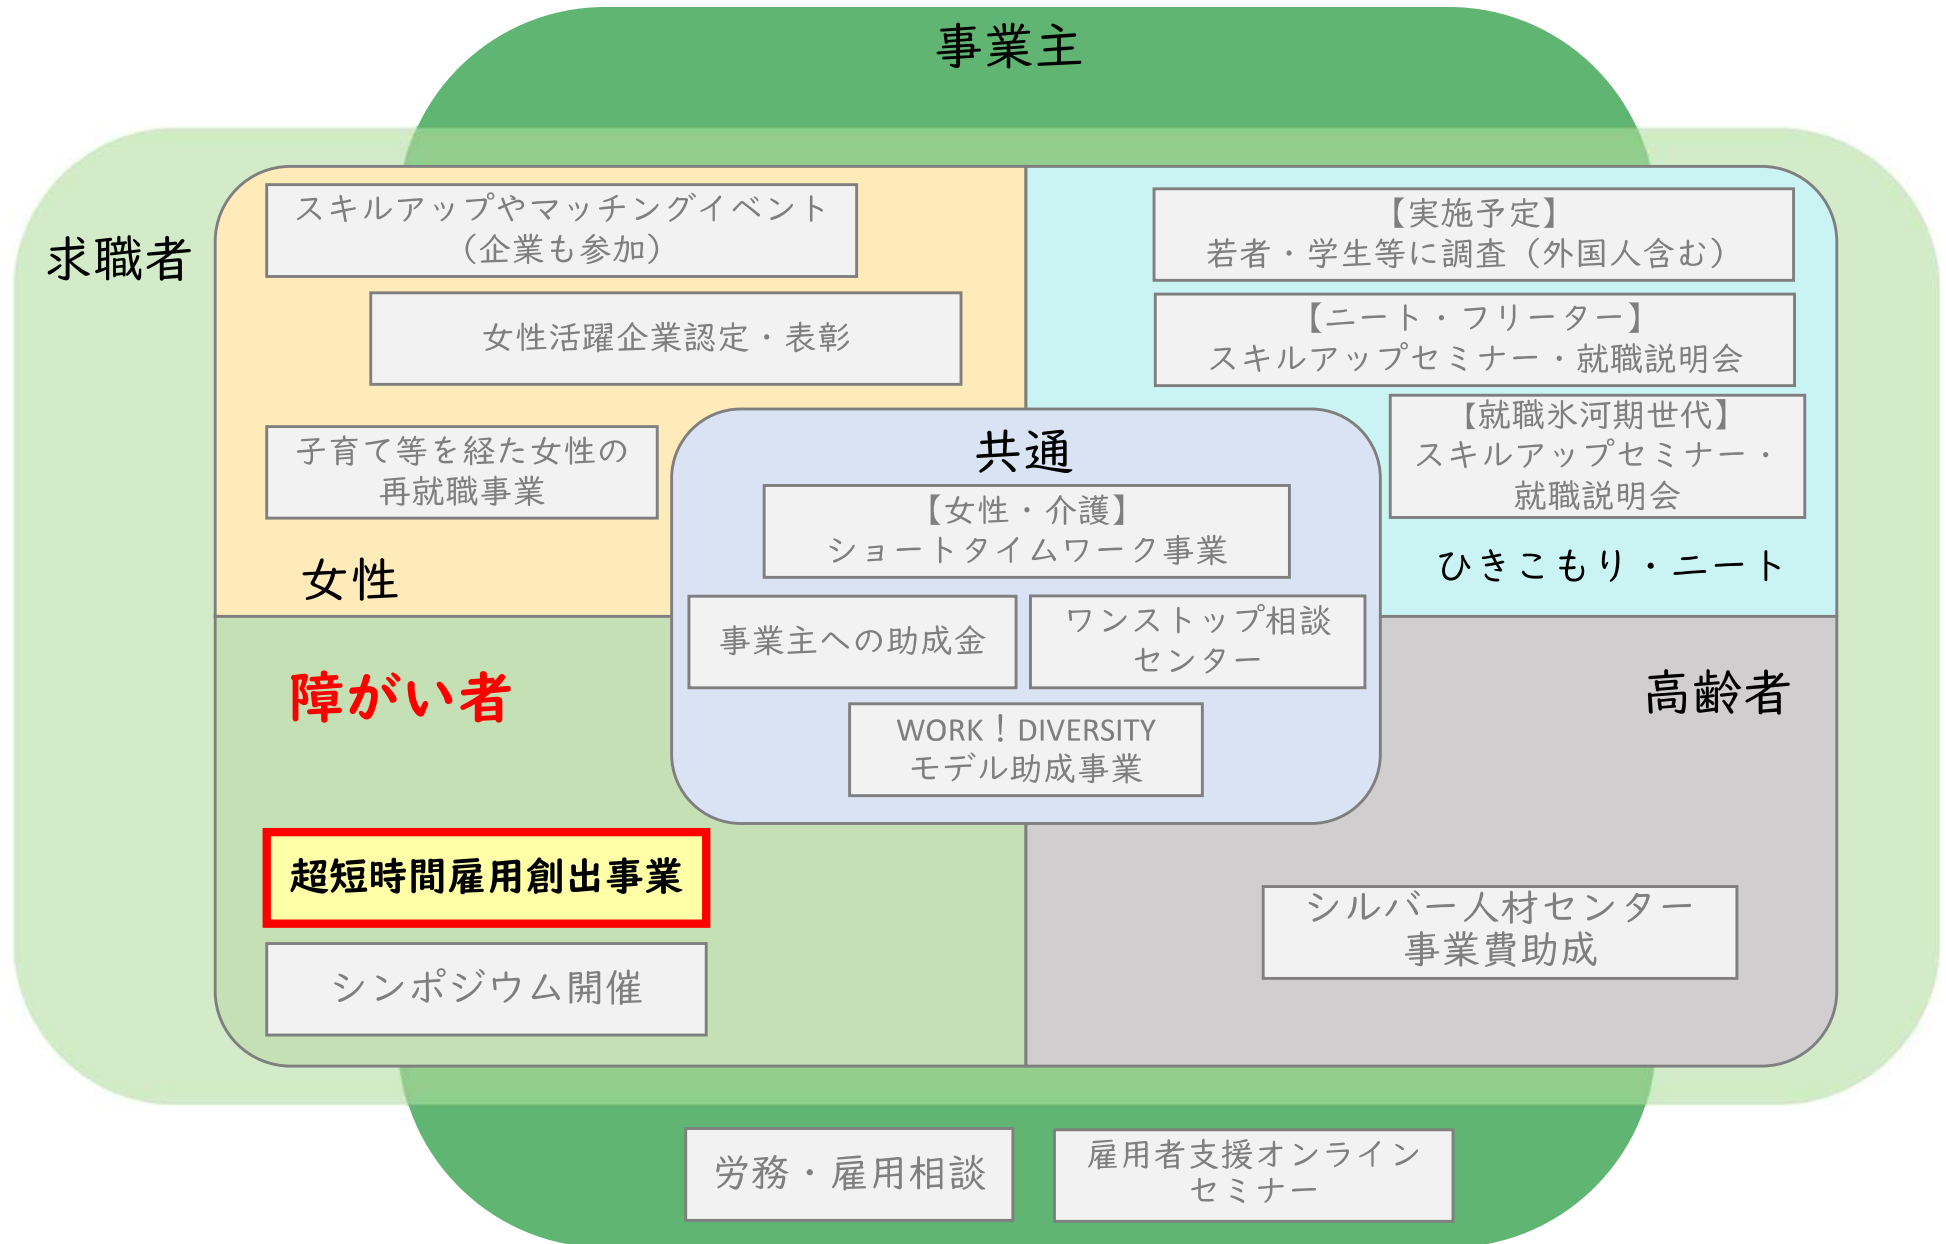 事業主
求職者
スキルアップやマッチングイベント
（企業も参加）
女性活躍企業認定・表彰
子育て等を経た女性の
再就職事業
女性
【実施予定】
若者・学生等に調査（外国人含む）
【ニート・フリーター】
スキルアップセミナー・就職説明会
【就職氷河期世代】
スキルアップセミナー・
就職説明会
ひきこもり・ニート
共通
【女性・介護】
ショートタイムワーク事業
事業主への助成金
ワンストップ相談
センター
WORK！DIVERSITY
モデル助成事業
障がい者
超短時間雇用創出事業
シンポジウム開催
高齢者
シルバー人材センター
事業費助成
労務・雇用相談
雇用者支援オンライン
セミナー